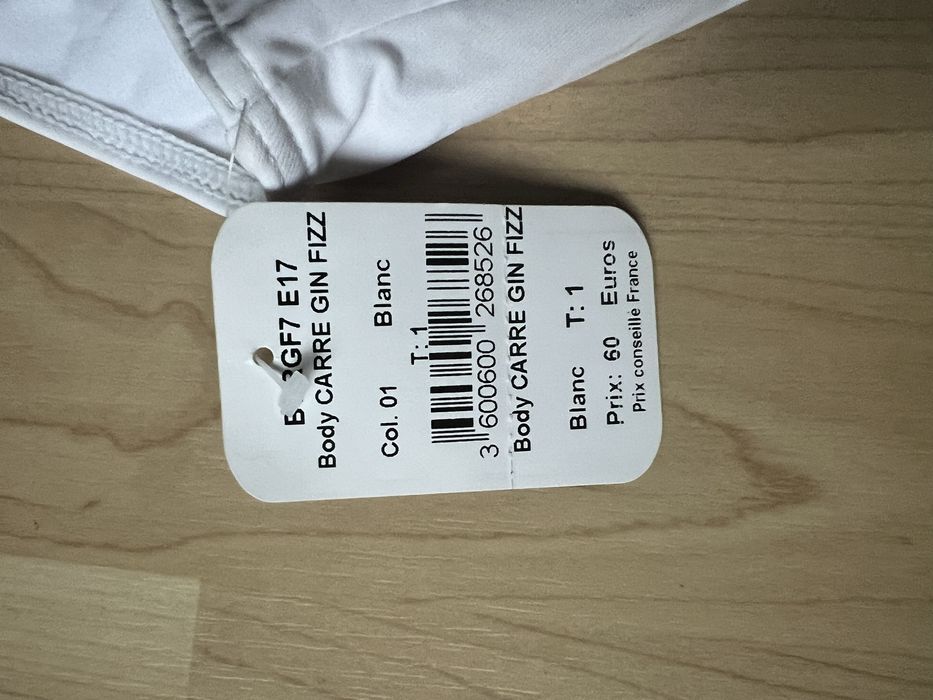 GF7 E17
Body CARRE GIN FIZZ
Col. 01 Blanc
T: 1
3 600600 268526
Body CARRE GIN FIZZ
Blanc T: 1
Prix: 60 Euros
Prix conseillé France